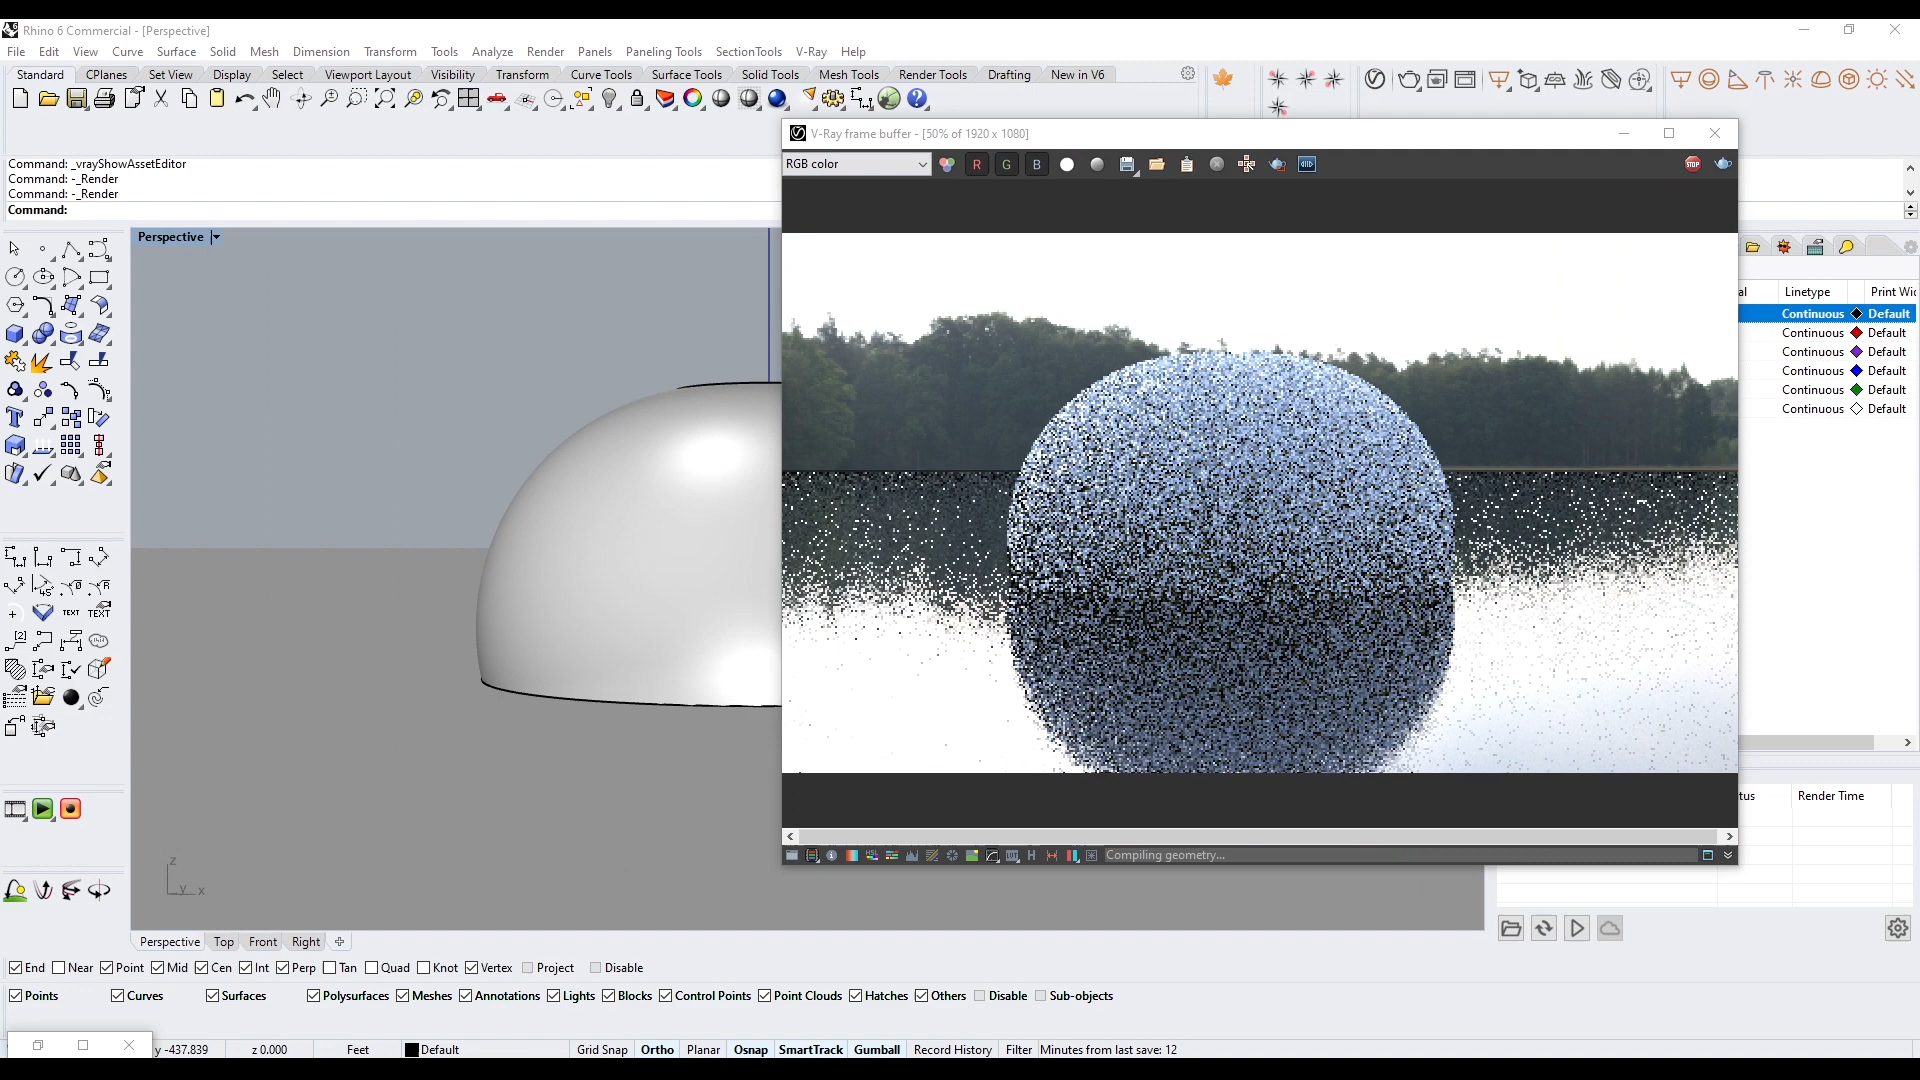 Rhino 6 Commercial - [Perspective]
File Edit View Curve Surface Solid Mesh Dimension Transform Tools Analyze Render Panels Paneling Tools SectionTools V-Ray Help
Standard CPlanes Set View Display Select Viewport Layout Visibility Transform Curve Tools Surface Tools Solid Tools Mesh Tools Render Tools Drafting New in V6
V-Ray frame buffer - [50% of 1920 x 1080]
RGB color R G B STOP
Command: _vrayShowAssetEditor
Command: -_Render
Command: -_Render
Command:
Perspective
al Linetype Print Wi
Continuous Default
Continuous Default
Continuous Default
Continuous Default
Continuous Default
Continuous Default
TEXT TEXT
tus Render Time
Compiling geometry...
z
y x
Perspective Top Front Right
End Near Point Mid Cen Int Perp Tan Quad Knot Vertex Project Disable
Points Curves Surfaces Polysurfaces Meshes Annotations Lights Blocks Control Points Point Clouds Hatches Others Disable Sub-objects
y -437.839 z 0.000 Feet Default Grid Snap Ortho Planar Osnap SmartTrack Gumball Record History Filter Minutes from last save: 12